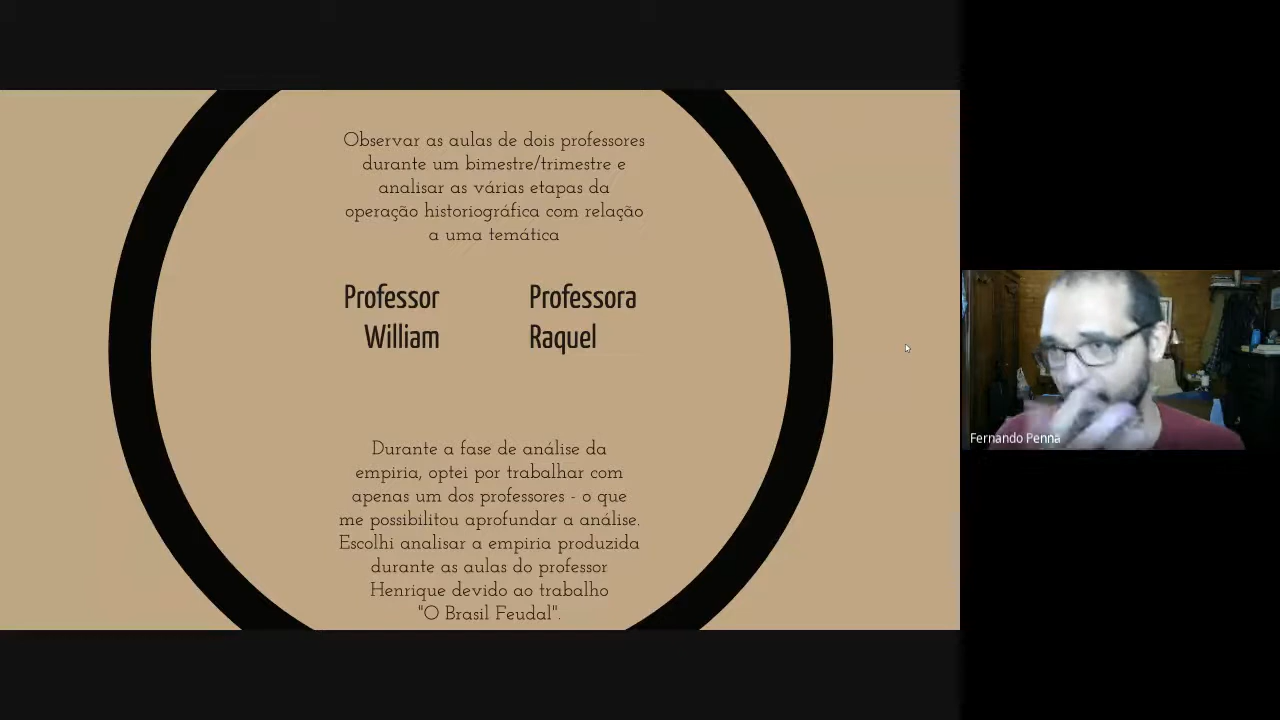 Observar as aulas de dois professores
durante um bimestre/trimestre e
analisar as várias etapas da
operação historiográfica com relação
a uma temática
Professor
William
Professora
Raquel
Durante a fase de análise da
empiria, optei por trabalhar com
apenas um dos professores - o que
me possibilitou aprofundar a análise.
Escolhi analisar a empiria produzida
durante as aulas do professor
Henrique devido ao trabalho
"O Brasil Feudal".
Fernando Penna